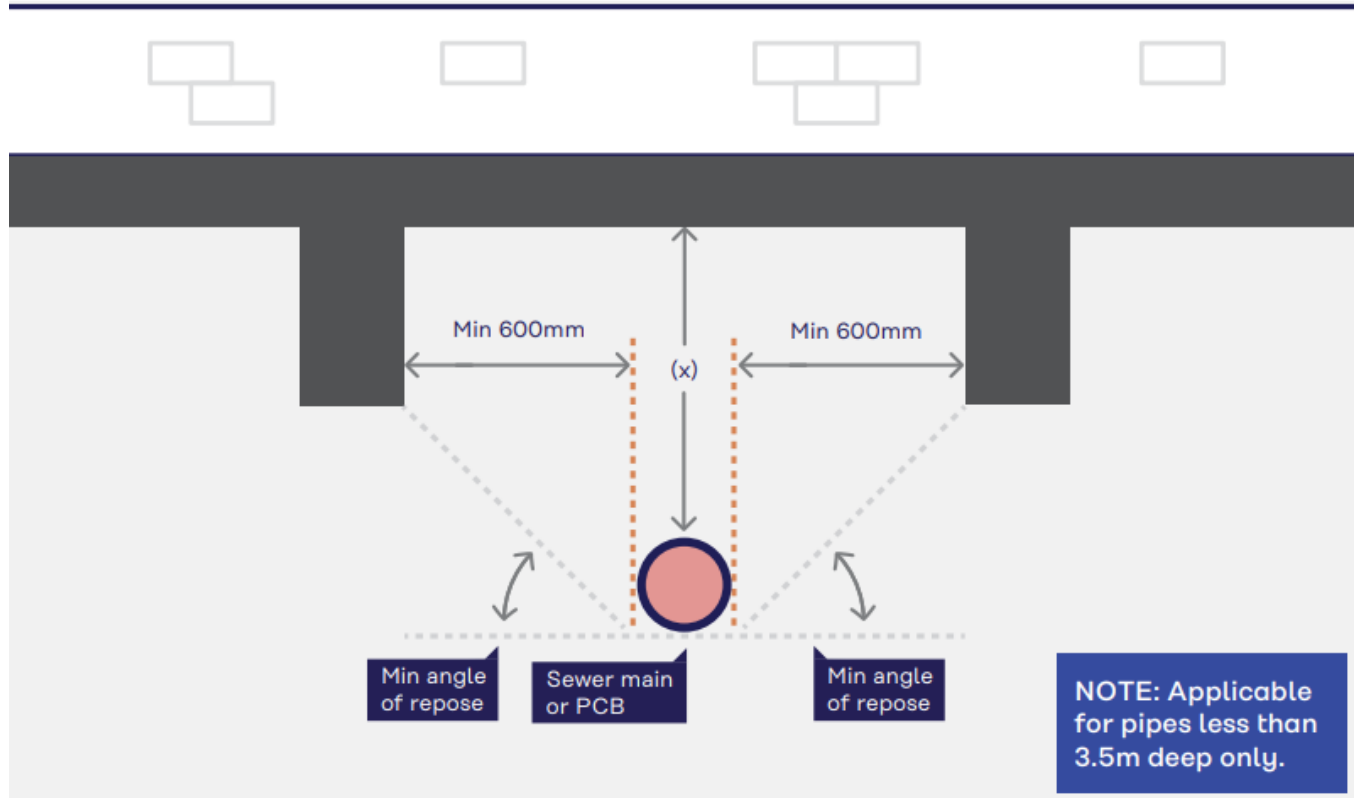 Min 600mm
(x)
Min 600mm
Min angle
of repose
Sewer main
or PCB
Min angle
of repose
NOTE: Applicable
for pipes less than
3.5m deep only.